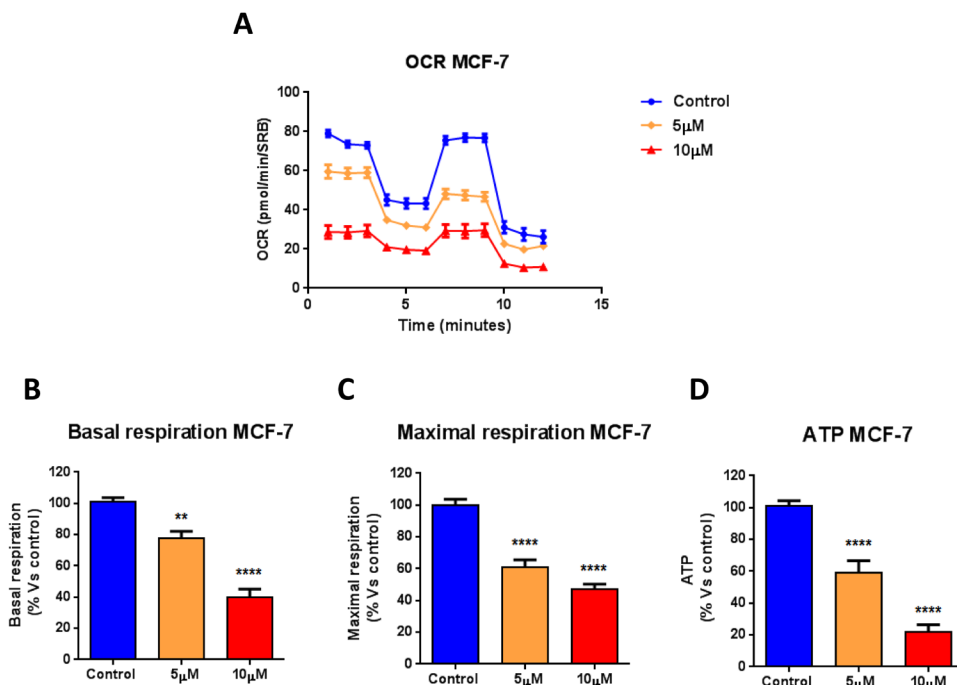 A
OCR MCF-7
OCR (pmol/min/SRB)
100
80
60
40
20
0
0 5 10 15
Time (minutes)
Control
5μM
10μM
B
Basal respiration MCF-7
Basal respiration
(% Vs control)
120
100
80
60
40
20
0
**
****
Control 5μM 10μM
C
Maximal respiration MCF-7
Maximal respiration
(% Vs control)
120
100
80
60
40
20
0
****
****
Control 5μM 10μM
D
ATP MCF-7
ATP
(% Vs control)
120
100
80
60
40
20
0
****
****
Control 5μM 10μM